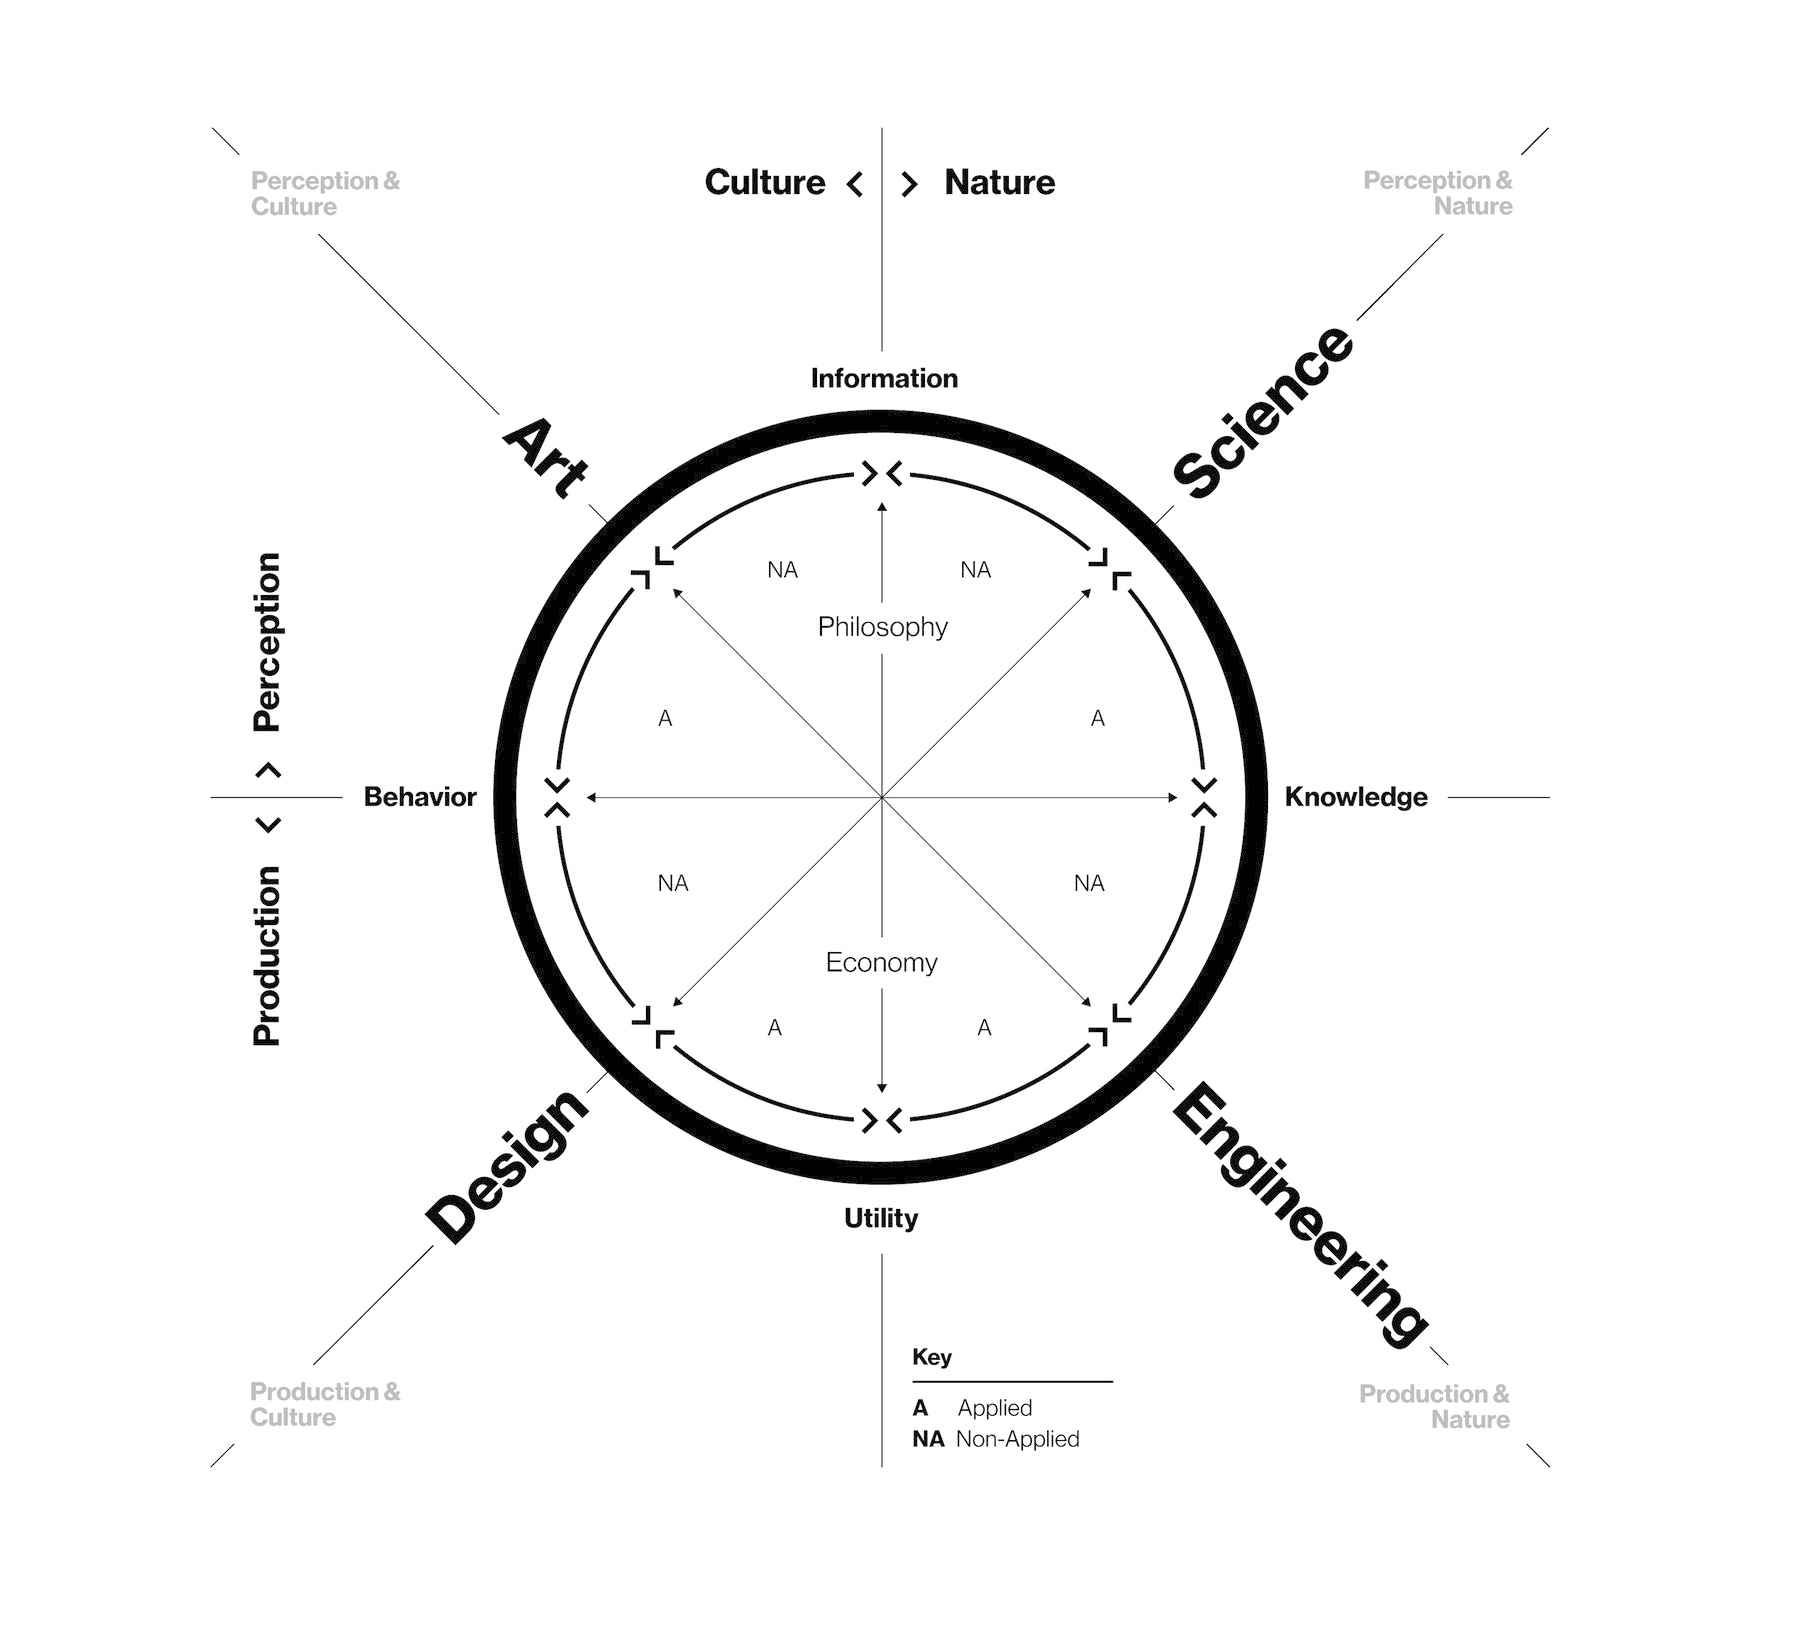 Perception &
Culture
Culture < > Nature
Perception &
Nature
Information
Art
Science
NA
NA
Philosophy
Perception
A
A
Behavior
Knowledge
Production
NA
NA
Economy
A
A
Design
Engineering
Utility
Key
A Applied
NA Non-Applied
Production &
Culture
Production &
Nature